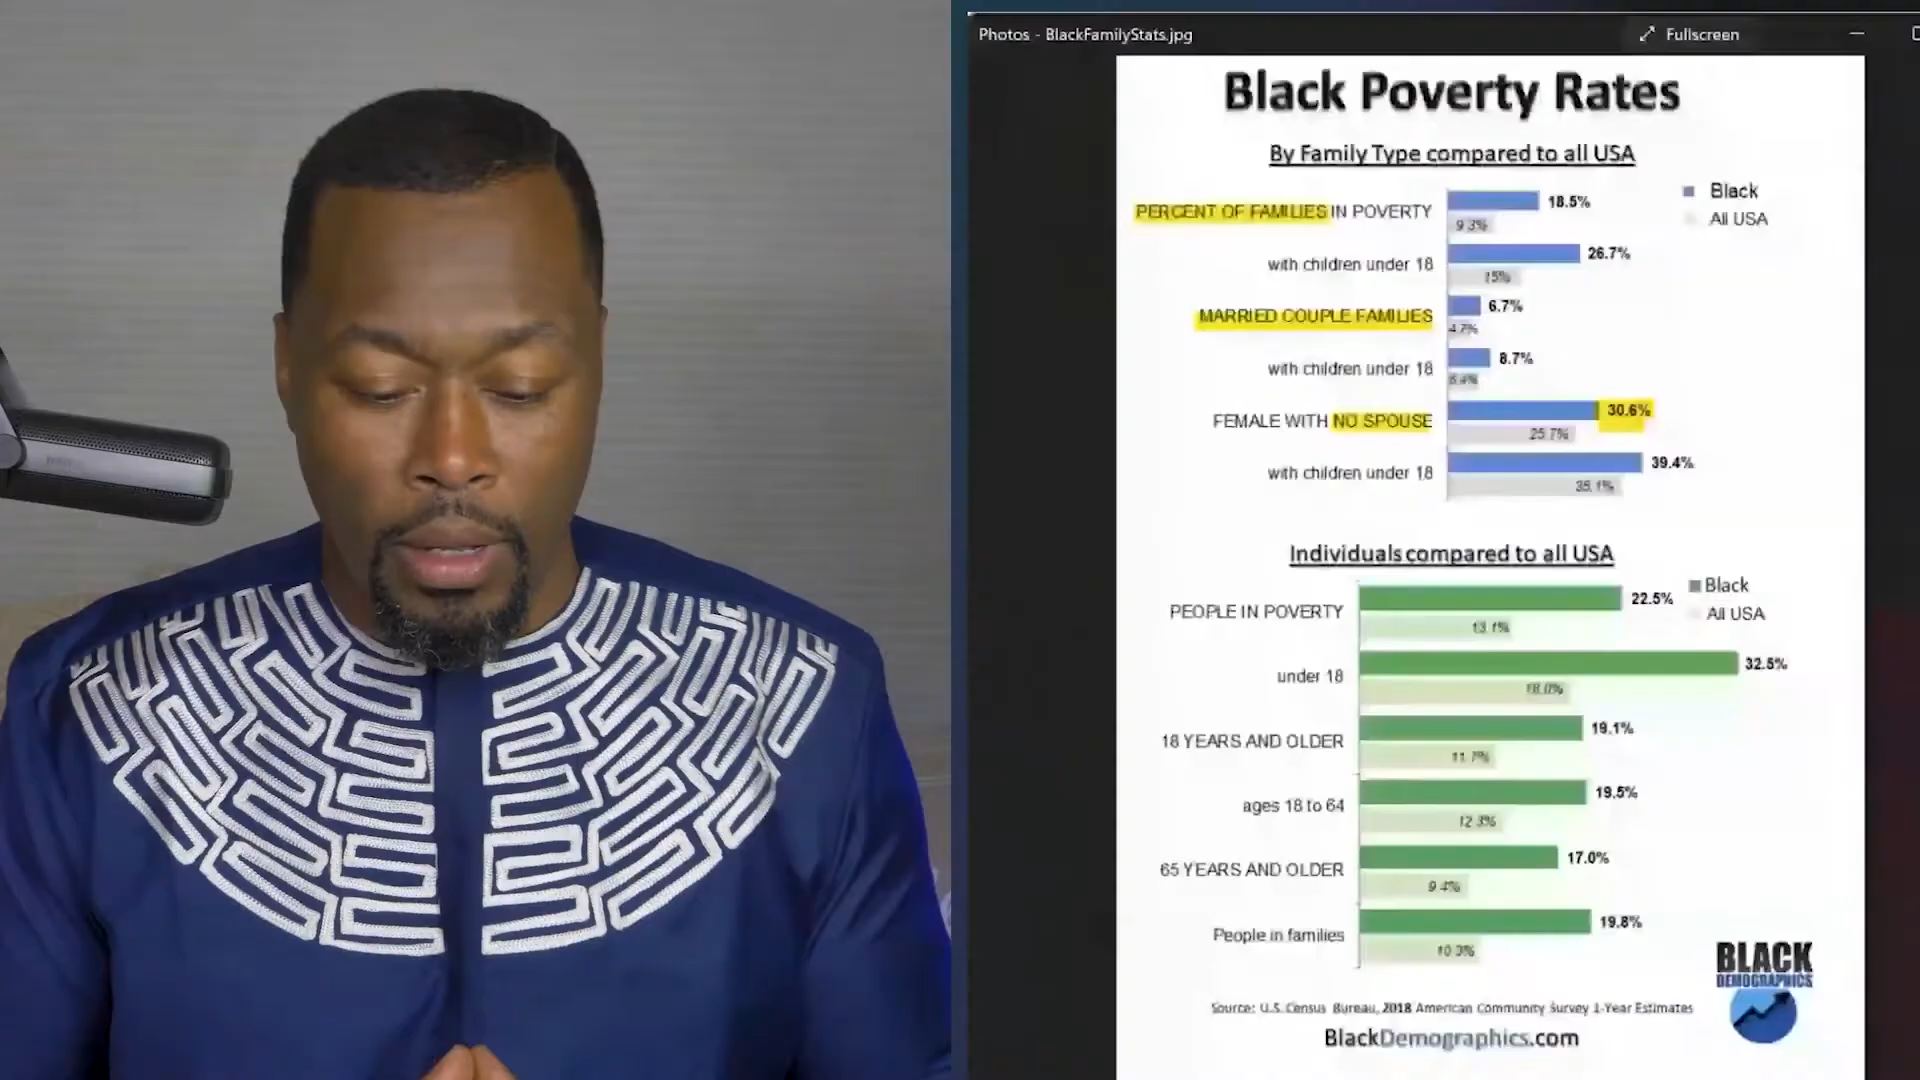 Photos - BlackFamilyStats.jpg
Fullscreen
Black Poverty Rates
By Family Type compared to all USA
Black
All USA
PERCENT OF FAMILIES IN POVERTY
18.5%
9.3%
with children under 18
26.7%
15%
MARRIED COUPLE FAMILIES
6.7%
4.7%
with children under 18
8.7%
6.4%
FEMALE WITH NO SPOUSE
30.6%
25.7%
with children under 18
39.4%
35.1%
Individuals compared to all USA
Black
All USA
PEOPLE IN POVERTY
22.5%
13.1%
under 18
32.5%
18.0%
18 YEARS AND OLDER
19.1%
11.7%
ages 18 to 64
19.5%
12.3%
65 YEARS AND OLDER
17.0%
9.4%
People in families
19.8%
10.3%
BLACK
DEMOGRAPHICS
Source: U.S. Census Bureau, 2018 American Community Survey 1-Year Estimates
BlackDemographics.com